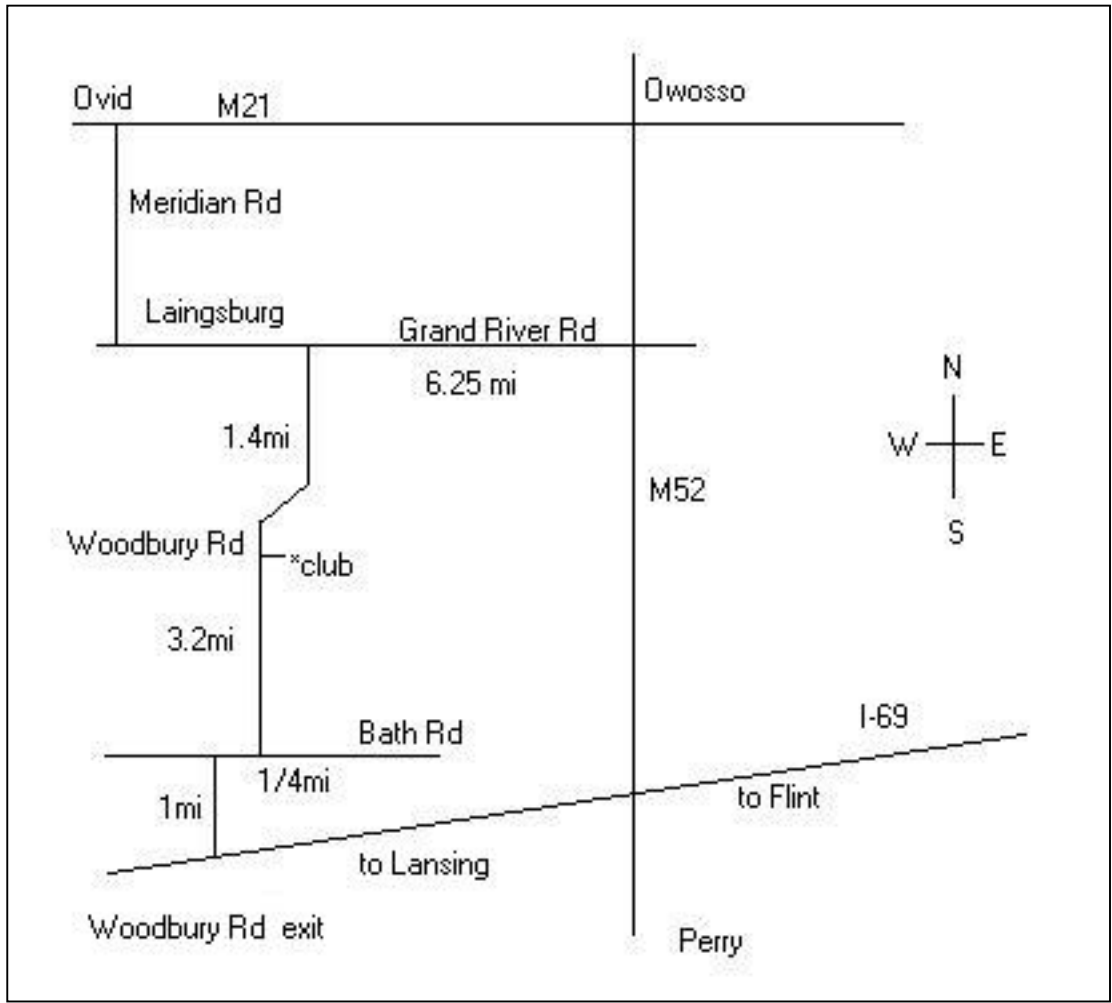 Ovid
M21
Owosso
Meridian Rd
Laingsburg
Grand River Rd
6.25 mi
N
W
E
S
1.4mi
M52
Woodbury Rd
*club
3.2mi
I-69
Bath Rd
1/4mi
1mi
to Flint
to Lansing
Woodbury Rd exit
Perry